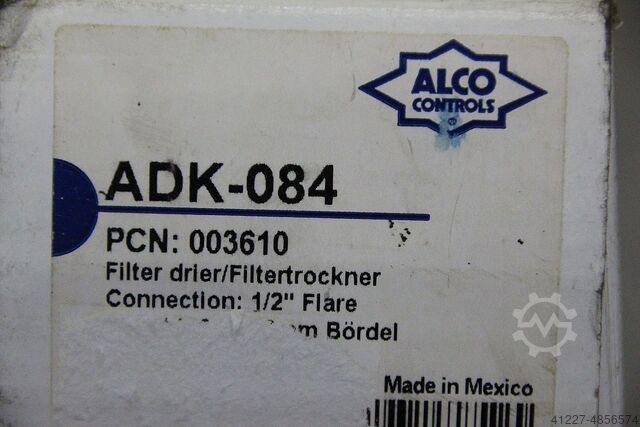 ALCO
CONTROLS
®
ADK-084
PCN: 003610
Filter drier/Filtertrockner
Connection: 1/2" Flare
Bördel
Made in Mexico
41227-4856574